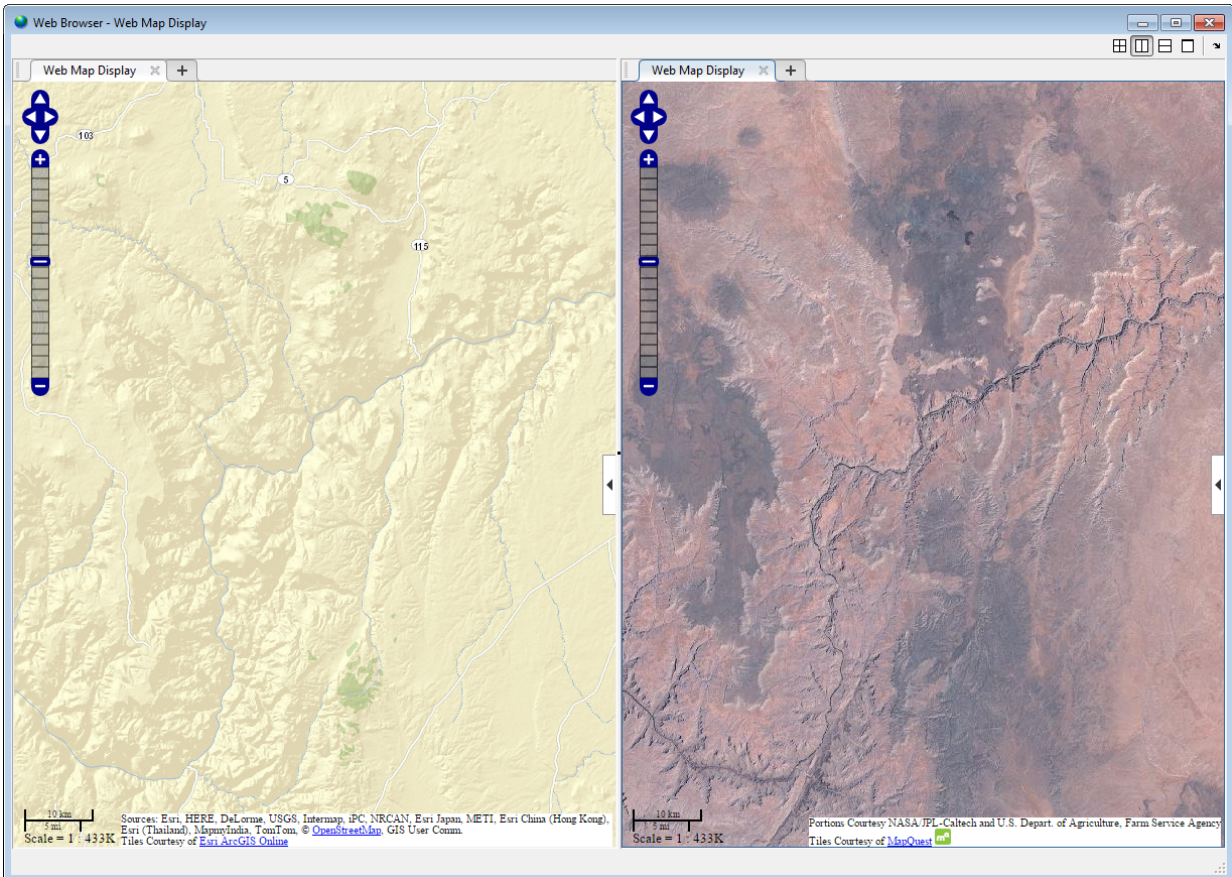 Web Browser - Web Map Display
Web Map Display
103
5
115
10 km
5 mi
Scale = 1 : 433K
Sources: Esri, HERE, DeLorme, USGS, Intermap, iPC, NRCAN, Esri Japan, METI, Esri China (Hong Kong),
Esri (Thailand), MapmyIndia, TomTom, © OpenStreetMap, GIS User Comm.
Tiles Courtesy of Esri ArcGIS Online
Web Map Display
10 km
5 mi
Scale = 1 : 433K
Portions Courtesy NASA/JPL-Caltech and U.S. Depart. of Agriculture, Farm Service Agency
Tiles Courtesy of MapQuest